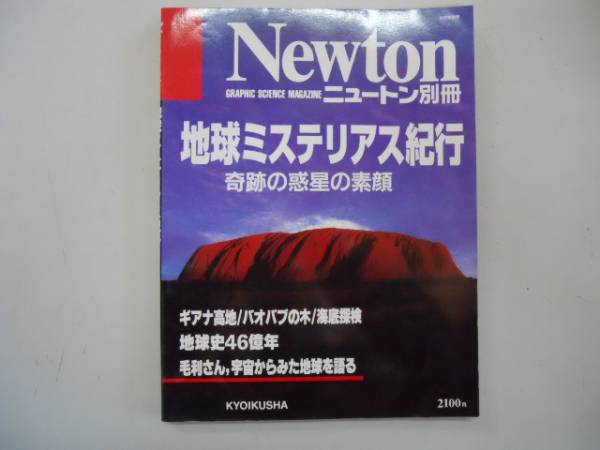 Newton
GRAPHIC SCIENCE MAGAZINE ニュートン別冊
地球ミステリアス紀行
奇跡の惑星の素顔
ギアナ高地/バオバブの木/海底探検
地球史46億年
毛利さん,宇宙からみた地球を語る
KYOIKUSHA
2100円